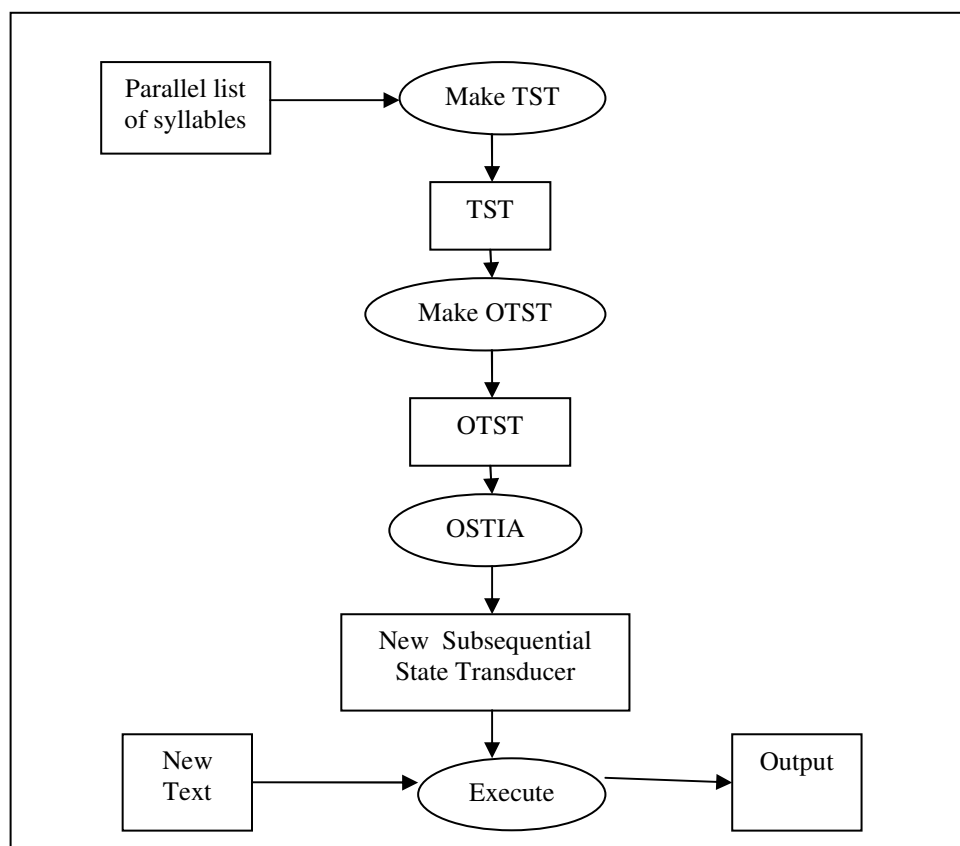 Parallel list
of syllables
Make TST
TST
Make OTST
OTST
OSTIA
New Subsequential
State Transducer
New
Text
Execute
Output